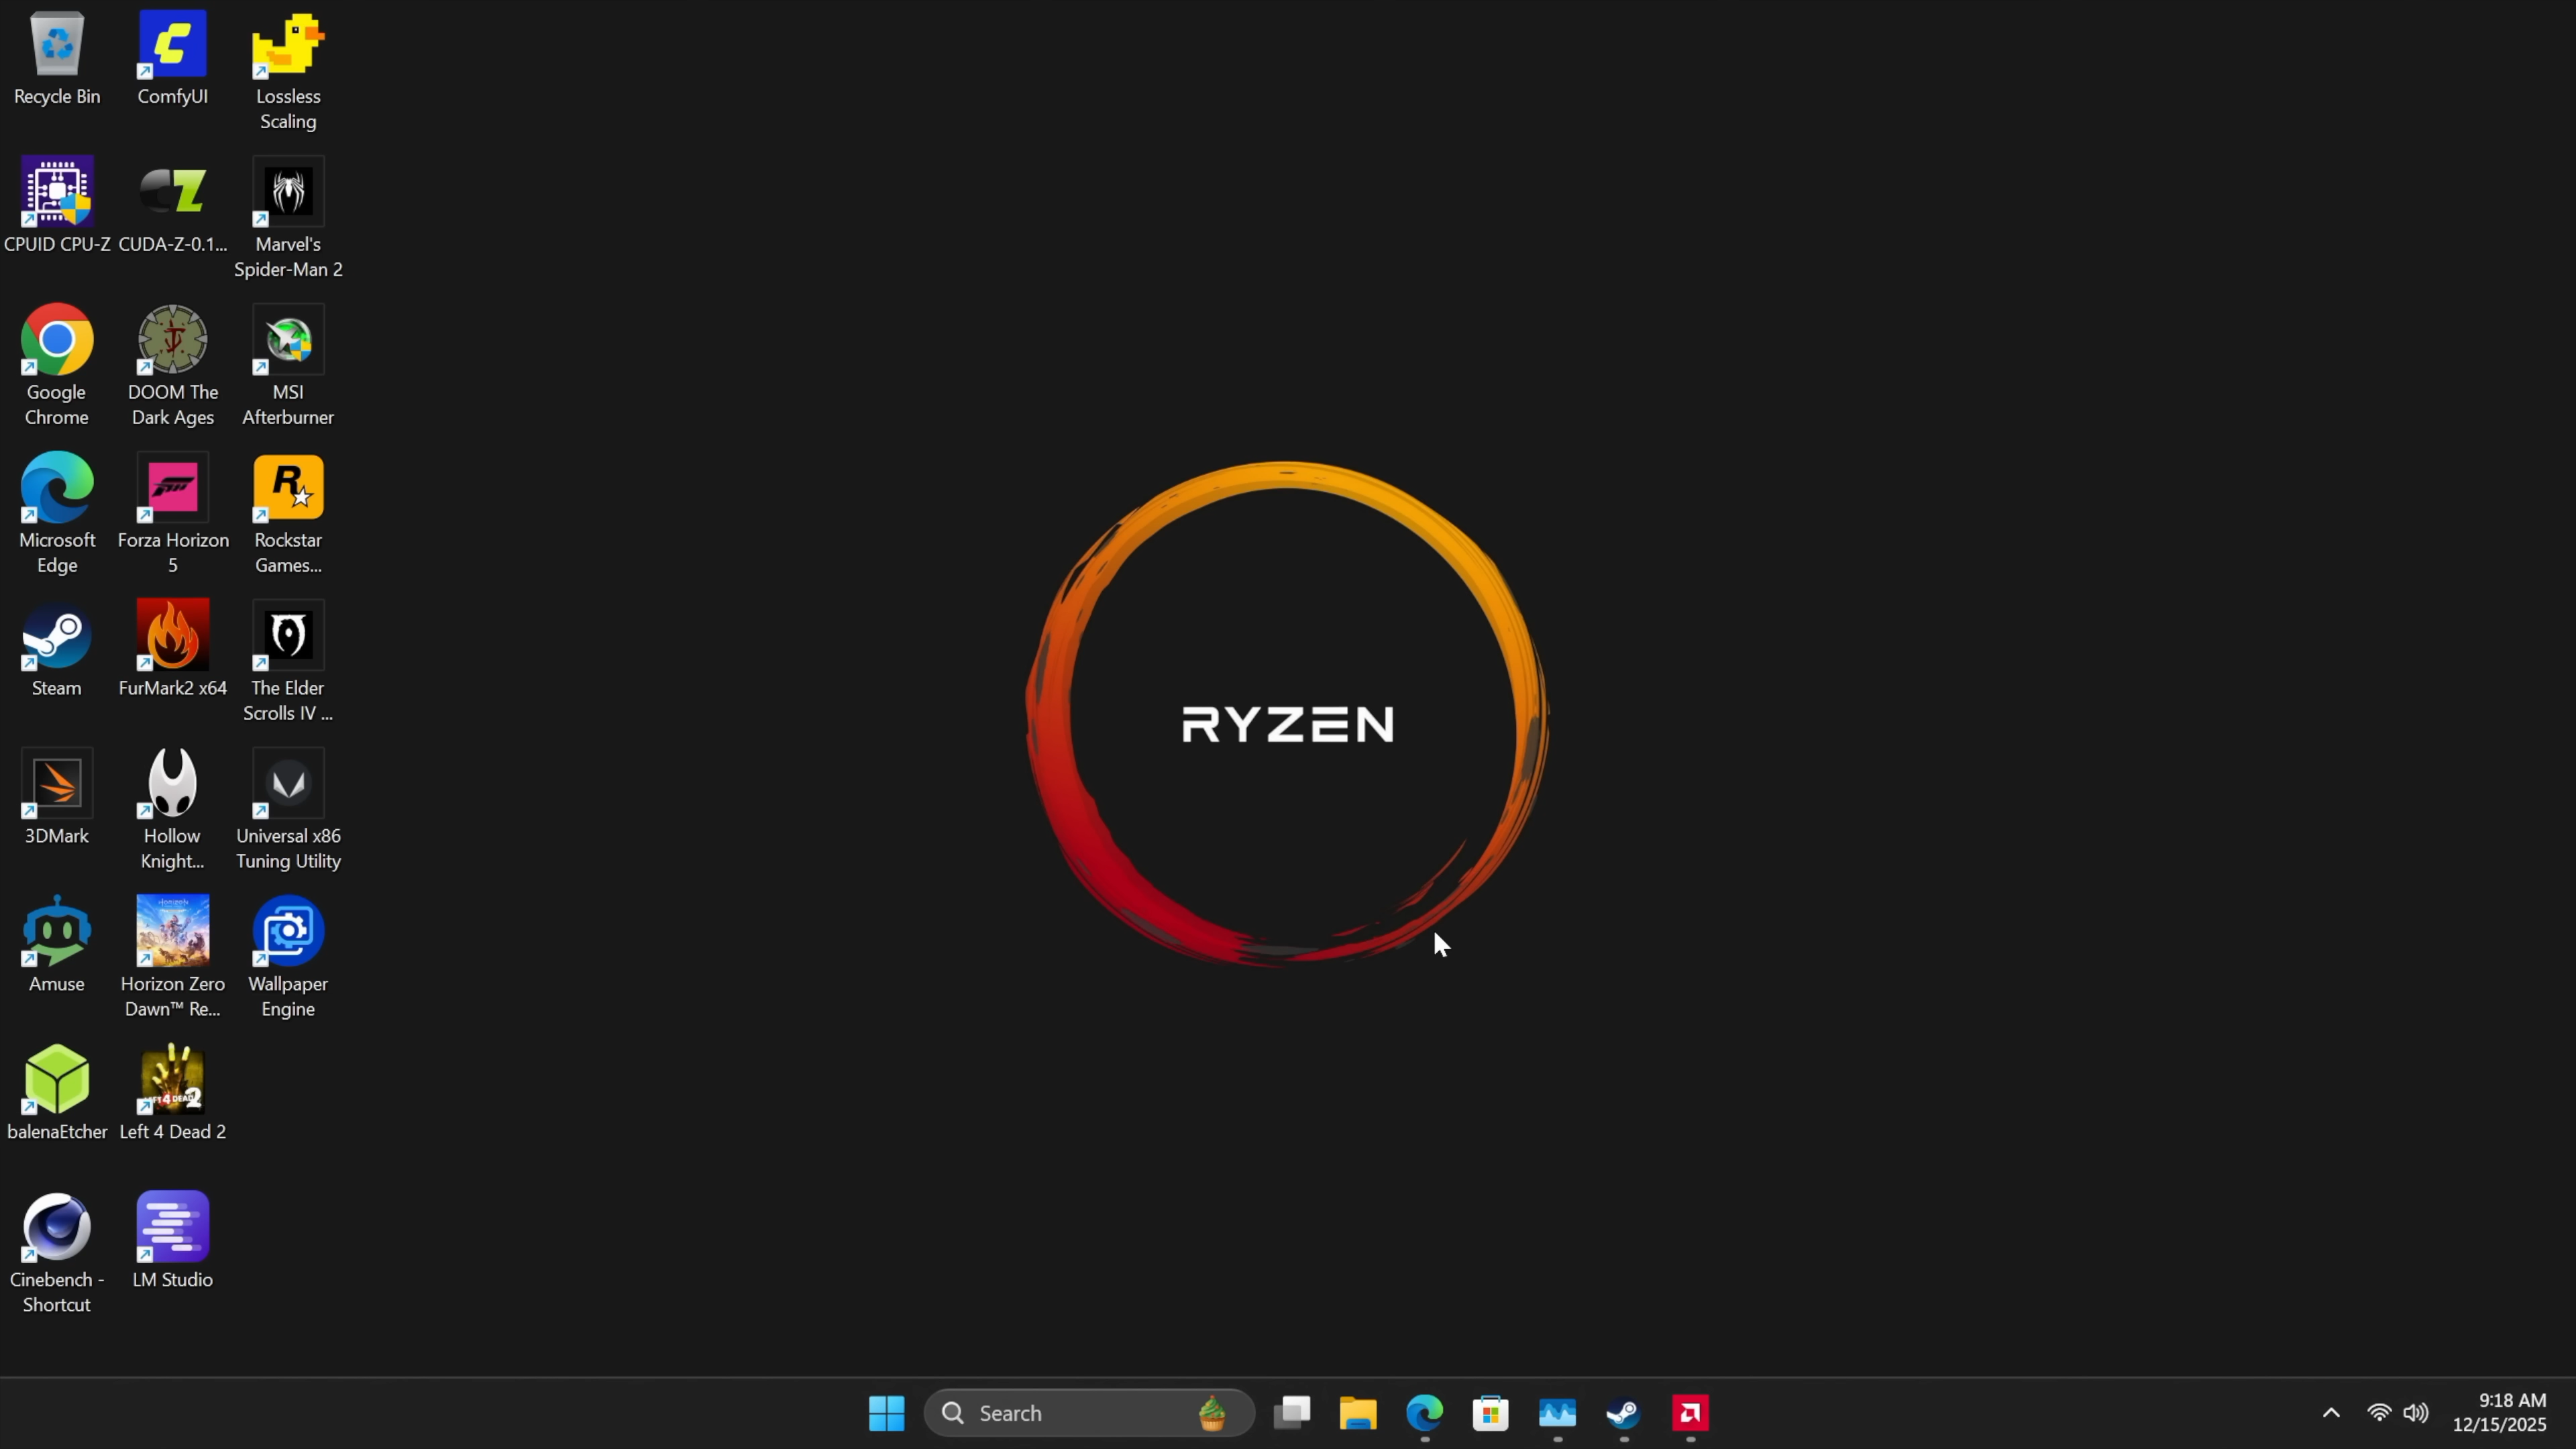 Recycle Bin
ComfyUI
Lossless
Scaling
CPUID CPU-Z
CUDA-Z-0.1...
Marvel's
Spider-Man 2
Google
Chrome
DOOM The
Dark Ages
MSI
Afterburner
Microsoft
Edge
Forza Horizon
5
R
Rockstar
Games...
Steam
FurMark2 x64
The Elder
Scrolls IV ...
3DMark
Hollow
Knight...
Universal x86
Tuning Utility
Amuse
Horizon Zero
Dawn™ Re...
Wallpaper
Engine
balenaEtcher
Left 4 Dead 2
Cinebench -
Shortcut
LM Studio
RYZEN
Search
9:18 AM
12/15/2025